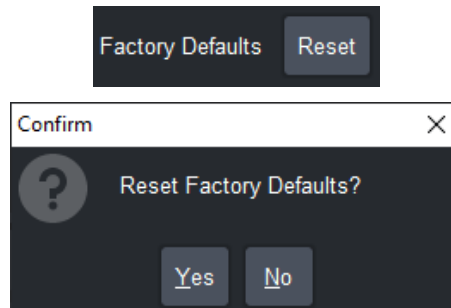 Factory Defaults Reset
Confirm
Reset Factory Defaults?
Yes No